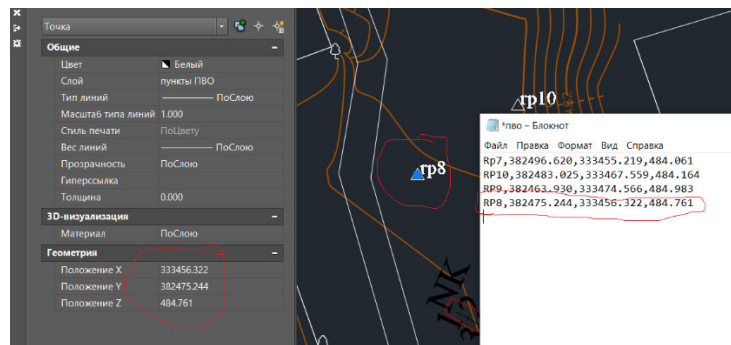 Точка
Общие
Цвет Белый
Слой пункты ПВО
Тип линий ПоСлою
Масштаб типа линий 1.000
Стиль печати ПоЦвету
Вес линий ПоСлою
Прозрачность ПоСлою
Гиперссылка
Толщина 0.000
3D-визуализация
Материал ПоСлою
Геометрия
Положение X 333456.322
Положение Y 382475.244
Положение Z 484.761
rp10
rp8
*пво – Блокнот
Файл Правка Формат Вид Справка
Rp7,382496.620,333455.219,484.061
RP10,382483.025,333467.559,484.164
RP9,382463.930,333474.566,484.983
RP8,382475.244,333456.322,484.761